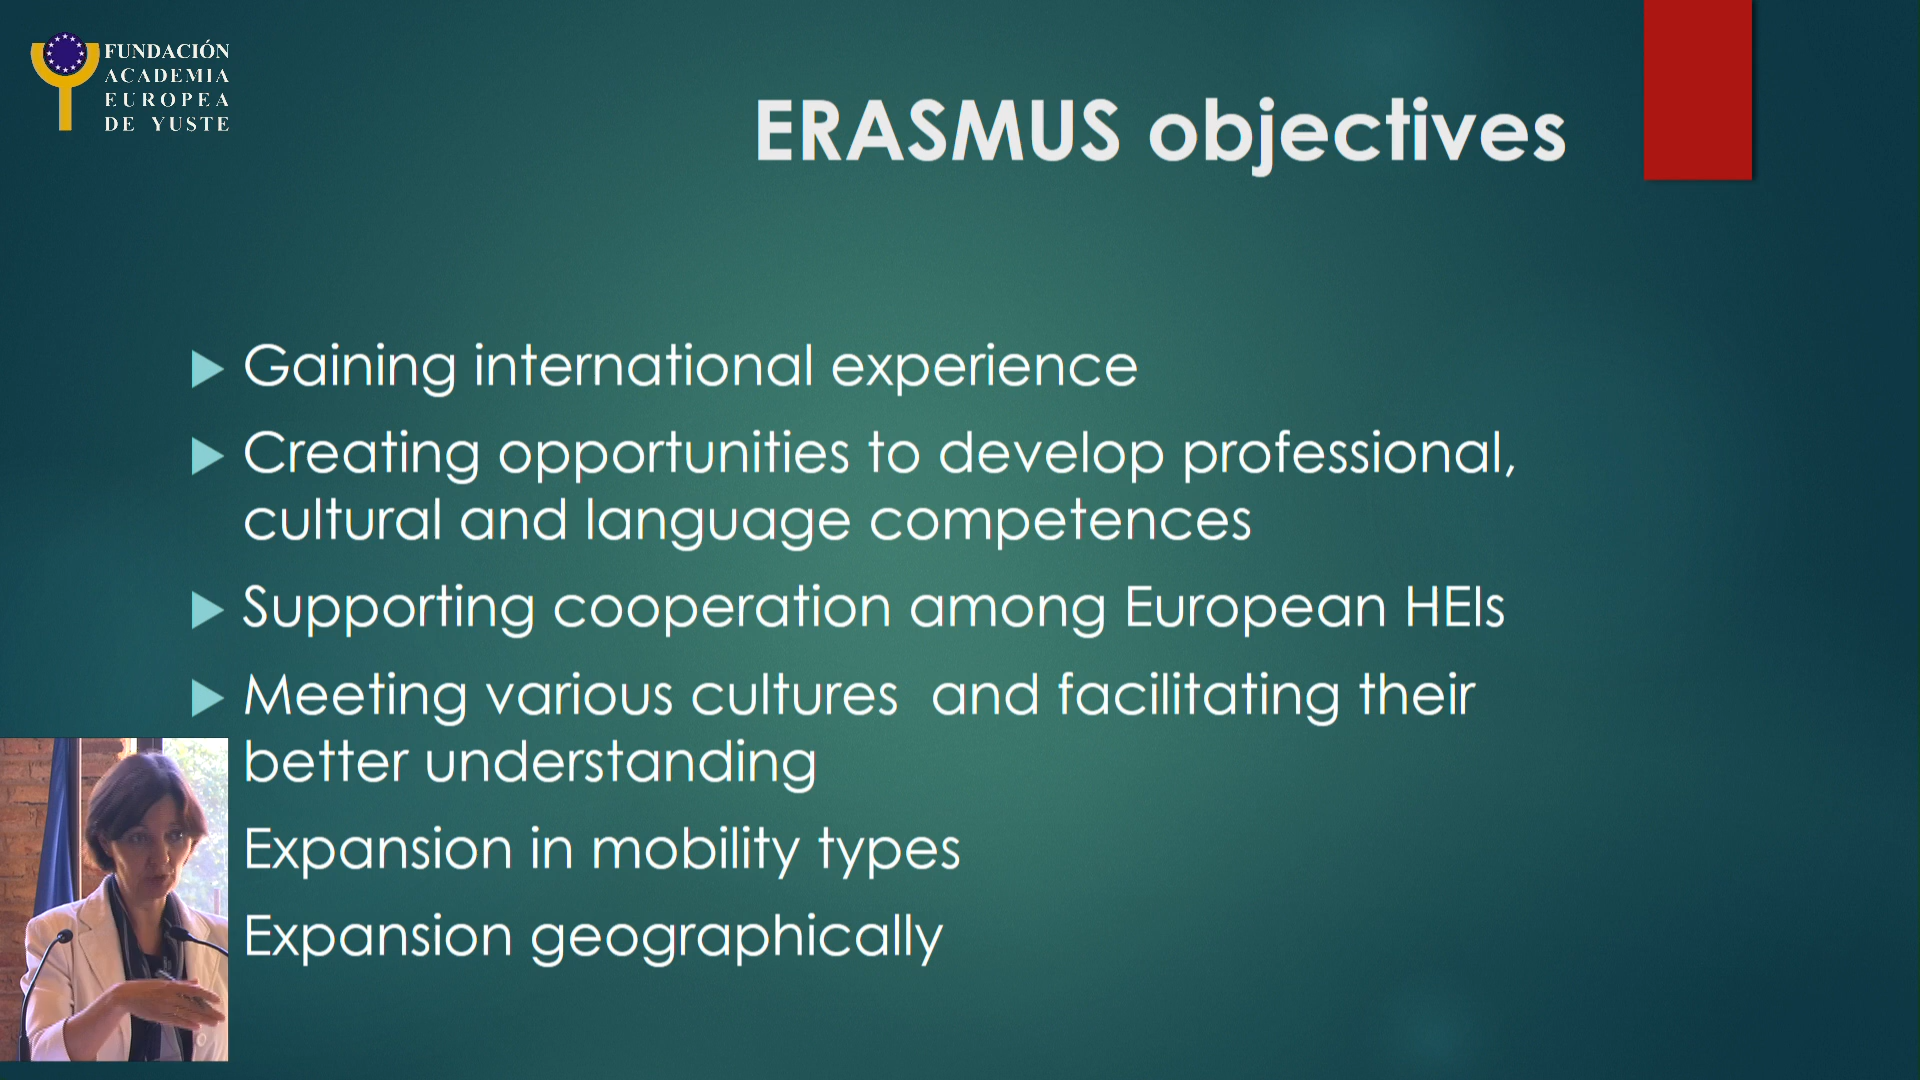 FUNDACIÓN
ACADEMIA
EUROPEA
DE YUSTE
ERASMUS objectives
Gaining international experience
Creating opportunities to develop professional,
cultural and language competences
Supporting cooperation among European HEIs
Meeting various cultures and facilitating their
better understanding
Expansion in mobility types
Expansion geographically